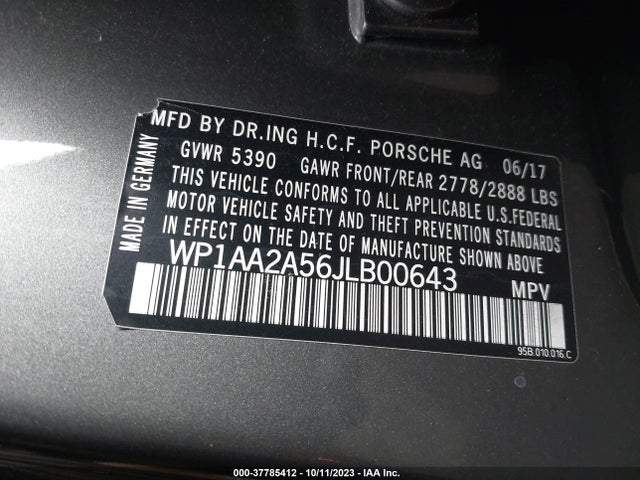 MFD BY DR.ING H.C.F. PORSCHE AG 06/17
GVWR 5390 GAWR FRONT/REAR 2778/2888 LBS
THIS VEHICLE CONFORMS TO ALL APPLICABLE U.S.FEDERAL
MOTOR VEHICLE SAFETY AND THEFT PREVENTION STANDARDS
IN EFFECT ON THE DATE OF MANUFACTURE SHOWN ABOVE
WP1AA2A56JLB00643
MPV
95B.010.016.C
MADE IN GERMANY
000-37785412 - 10/11/2023 - IAA Inc.